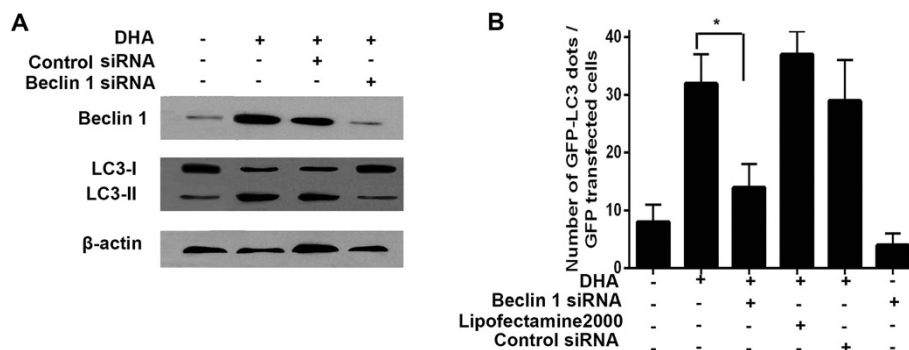 A
DHA - + + +
Control siRNA +
Beclin 1 siRNA +
Beclin 1
LC3-I
LC3-II
β-actin
B
Number of GFP-LC3 dots /
GFP transfected cells
40
30
20
10
0
*
DHA - + + + + -
Beclin 1 siRNA - - + - - +
Lipofectamine2000 - - - + - -
Control siRNA - - - - + -